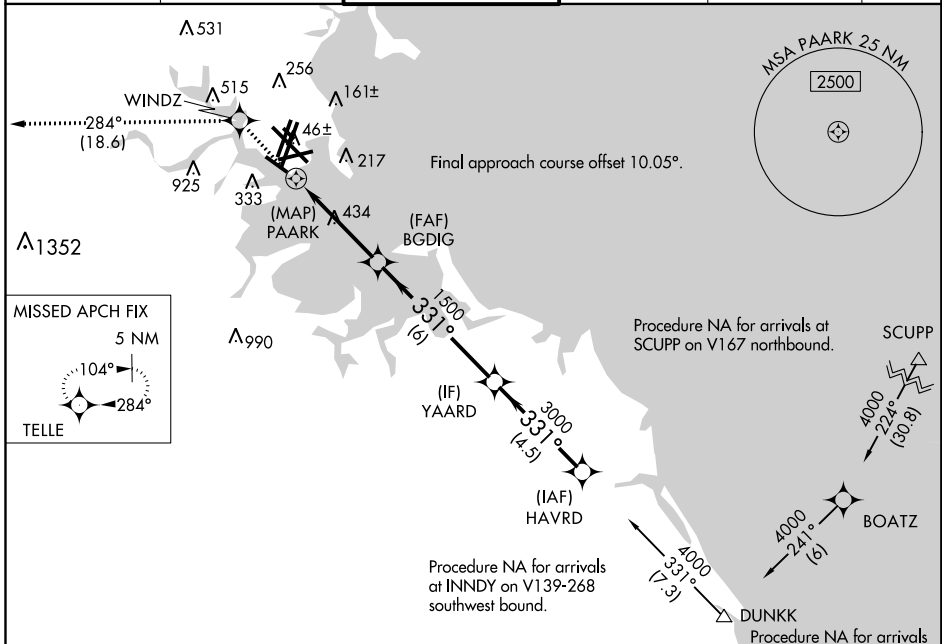 531
256
515
161±
WINDZ
46±
284°
(18.6)
217
925
333
434
(MAP)
PAARK
(FAF)
BGDIG
1352
Final approach course offset 10.05°.
MSA PAARK 25 NM
2500
MISSED APCH FIX
5 NM
104°
284°
TELLE
990
1500
331°
(6)
(IF)
YAARD
3000
331°
(4.5)
(IAF)
HAVRD
Procedure NA for arrivals at
SCUPP on V167 northbound.
SCUPP
4000
224°
(30.8)
BOATZ
4000
241°
(6)
Procedure NA for arrivals
at INNDY on V139-268
southwest bound.
4000
331°
(7.3)
DUNKK
Procedure NA for arrivals